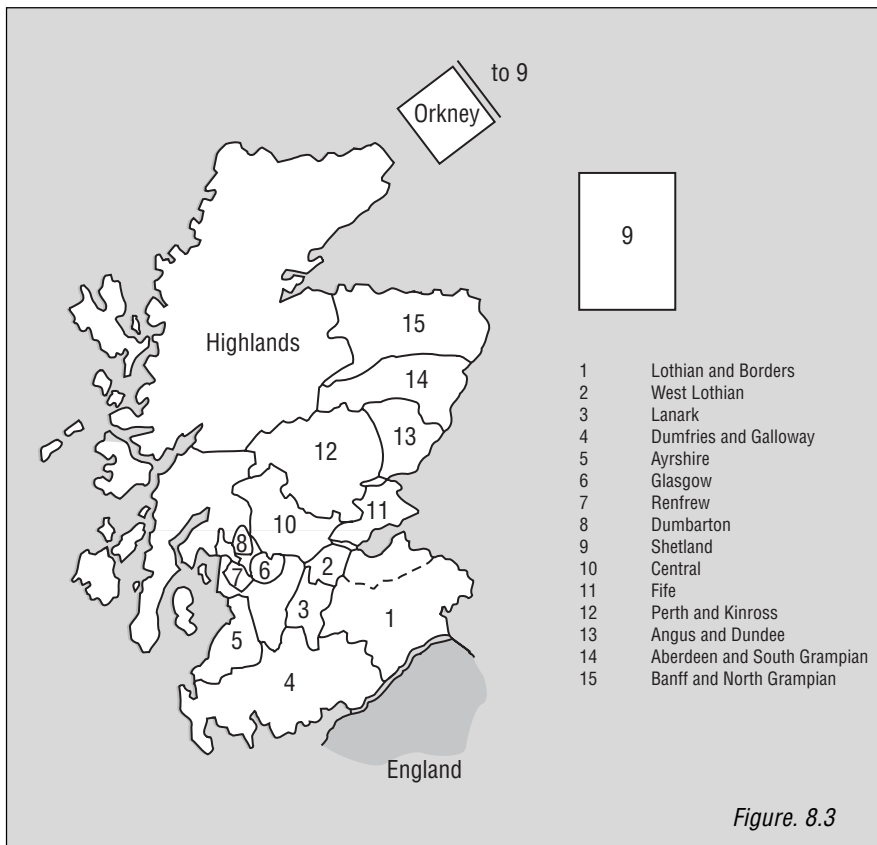 to 9
Orkney
9
15
Highlands
14
13
12
11
10
8
2
6
7
3
1
5
4
England
1 Lothian and Borders
2 West Lothian
3 Lanark
4 Dumfries and Galloway
5 Ayrshire
6 Glasgow
7 Renfrew
8 Dumbarton
9 Shetland
10 Central
11 Fife
12 Perth and Kinross
13 Angus and Dundee
14 Aberdeen and South Grampian
15 Banff and North Grampian
Figure. 8.3